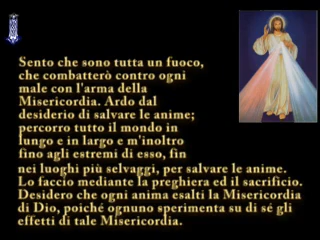 Sento che sono tutta un fuoco,
che combatterò contro ogni
male con l'arma della
Misericordia. Ardo dal
desiderio di salvare le anime;
percorro tutto il mondo in
lungo e in largo e m'inoltro
fino agli estremi di esso, fin
nei luoghi più selvaggi, per salvare le anime.
Lo faccio mediante la preghiera ed il sacrificio.
Desidero che ogni anima esalti la Misericordia
di Dio, poiché ognuno sperimenta su di sé gli
effetti di tale Misericordia.